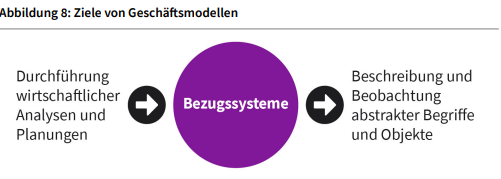 Abbildung 8: Ziele von Geschäftsmodellen
Durchführung
wirtschaftlicher
Analysen und
Planungen
Bezugssysteme
Beschreibung und
Beobachtung
abstrakter Begriffe
und Objekte